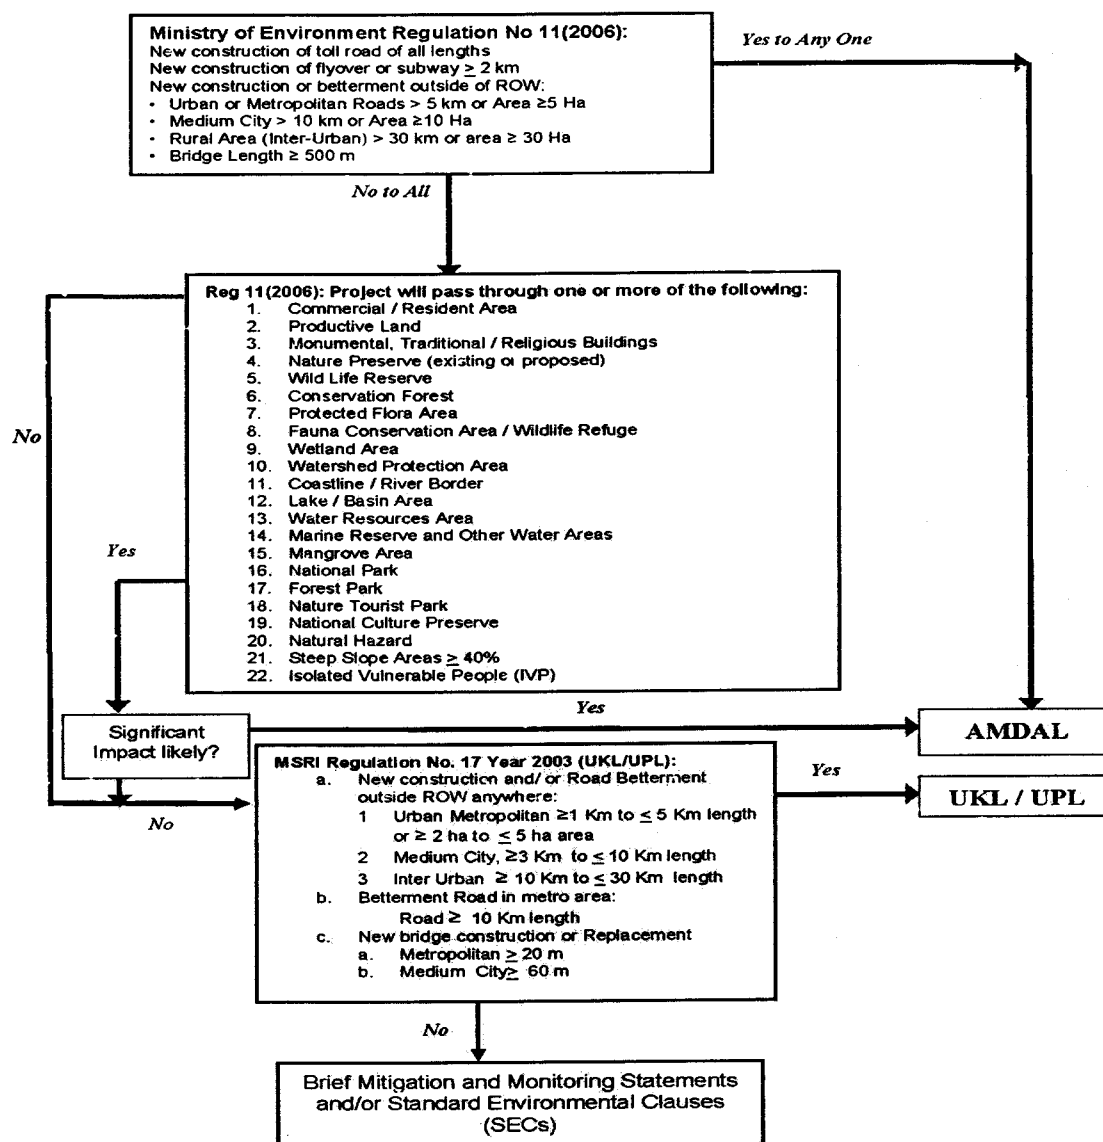 Ministry of Environment Regulation No 11(2006):
New construction of toll road of all lengths
New construction of flyover or subway ≥ 2 km
New construction or betterment outside of ROW:
• Urban or Metropolitan Roads > 5 km or Area ≥5 Ha
• Medium City > 10 km or Area ≥10 Ha
• Rural Area (Inter-Urban) > 30 km or area ≥ 30 Ha
• Bridge Length ≥ 500 m
Yes to Any One
No to All
Reg 11(2006): Project will pass through one or more of the following:
1. Commercial / Resident Area
2. Productive Land
3. Monumental, Traditional / Religious Buildings
4. Nature Preserve (existing or proposed)
5. Wild Life Reserve
6. Conservation Forest
7. Protected Flora Area
8. Fauna Conservation Area / Wildlife Refuge
9. Wetland Area
10. Watershed Protection Area
11. Coastline / River Border
12. Lake / Basin Area
13. Water Resources Area
14. Marine Reserve and Other Water Areas
15. Mangrove Area
16. National Park
17. Forest Park
18. Nature Tourist Park
19. National Culture Preserve
20. Natural Hazard
21. Steep Slope Areas ≥ 40%
22. Isolated Vulnerable People (IVP)
No
Yes
Significant
Impact likely?
Yes
AMDAL
No
MSRI Regulation No. 17 Year 2003 (UKL/UPL):
a. New construction and/ or Road Betterment
outside ROW anywhere:
1 Urban Metropolitan ≥1 Km to ≤ 5 Km length
or ≥ 2 ha to ≤ 5 ha area
2 Medium City, ≥3 Km to ≤ 10 Km length
3 Inter Urban ≥ 10 Km to ≤ 30 Km length
b. Betterment Road in metro area:
Road ≥ 10 Km length
c. New bridge construction or Replacement
a. Metropolitan ≥ 20 m
b. Medium City≥ 60 m
Yes
UKL / UPL
No
Brief Mitigation and Monitoring Statements
and/or Standard Environmental Clauses
(SECs)